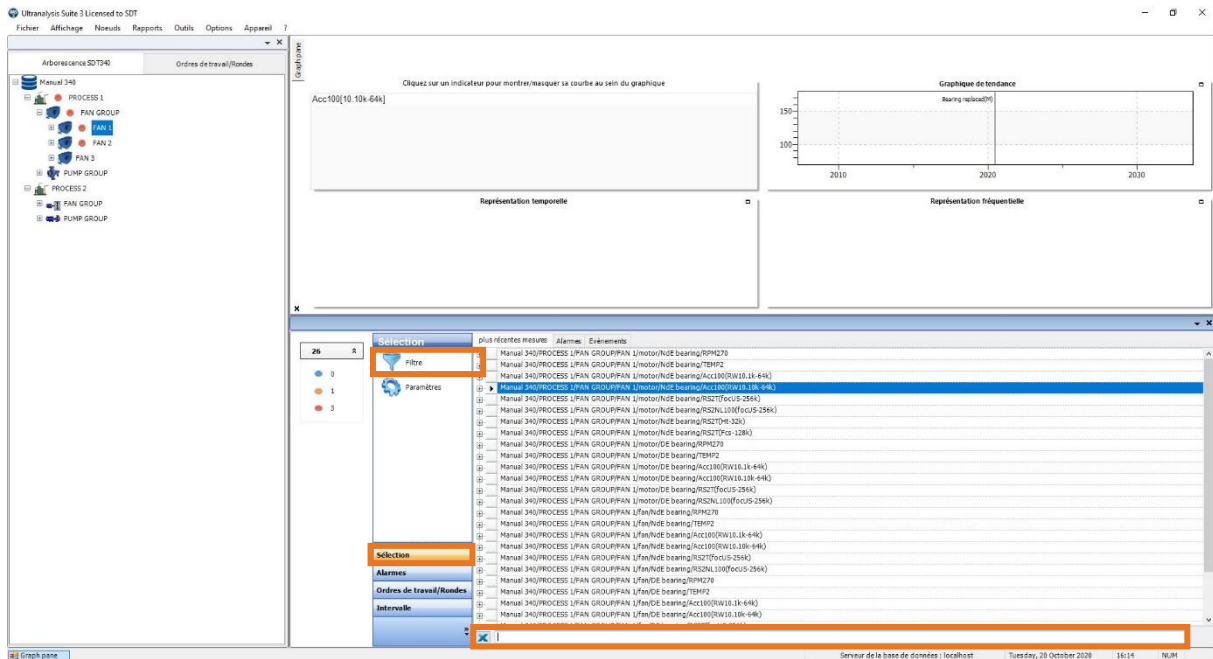 Ultranalysis Suite 3 Licensed to SDT
Fichier Affichage Noeuds Rapports Outils Options Appareil ?
Arborescence SDT340 Ordres de travail/Rondes
Manual 340
PROCESS 1
FAN GROUP
FAN 1
FAN 2
FAN 3
PUMP GROUP
PROCESS 2
FAN GROUP
PUMP GROUP
Graph pane
Cliquez sur un indicateur pour montrer/masquer sa courbe au sein du graphique
Acc100[10.10k-64k]
Graphique de tendance
Bearing replaced(M)
150
100
2010 2020 2030
Représentation temporelle
Représentation fréquentielle
26
0
1
3
Sélection
Filtre
Paramètres
Sélection
Alarmes
Ordres de travail/Rondes
Intervalle
plus récentes mesures Alarmes Evènements
Manual 340/PROCESS 1/FAN GROUP/FAN 1/motor/NdE bearing/RPM270
Manual 340/PROCESS 1/FAN GROUP/FAN 1/motor/NdE bearing/TEMP2
Manual 340/PROCESS 1/FAN GROUP/FAN 1/motor/NdE bearing/Acc100(RW10.1k-64k)
Manual 340/PROCESS 1/FAN GROUP/FAN 1/motor/NdE bearing/Acc100(RW10.10k-64k)
Manual 340/PROCESS 1/FAN GROUP/FAN 1/motor/NdE bearing/RS2T(focUS-256k)
Manual 340/PROCESS 1/FAN GROUP/FAN 1/motor/NdE bearing/RS2NL100(focUS-256k)
Manual 340/PROCESS 1/FAN GROUP/FAN 1/motor/NdE bearing/RS2T(Ht-32k)
Manual 340/PROCESS 1/FAN GROUP/FAN 1/motor/NdE bearing/RS2T(Fcs-128k)
Manual 340/PROCESS 1/FAN GROUP/FAN 1/motor/DE bearing/RPM270
Manual 340/PROCESS 1/FAN GROUP/FAN 1/motor/DE bearing/TEMP2
Manual 340/PROCESS 1/FAN GROUP/FAN 1/motor/DE bearing/Acc100(RW10.1k-64k)
Manual 340/PROCESS 1/FAN GROUP/FAN 1/motor/DE bearing/Acc100(RW10.10k-64k)
Manual 340/PROCESS 1/FAN GROUP/FAN 1/motor/DE bearing/RS2T(focUS-256k)
Manual 340/PROCESS 1/FAN GROUP/FAN 1/motor/DE bearing/RS2NL100(focUS-256k)
Manual 340/PROCESS 1/FAN GROUP/FAN 1/fan/NdE bearing/RPM270
Manual 340/PROCESS 1/FAN GROUP/FAN 1/fan/NdE bearing/TEMP2
Manual 340/PROCESS 1/FAN GROUP/FAN 1/fan/NdE bearing/Acc100(RW10.1k-64k)
Manual 340/PROCESS 1/FAN GROUP/FAN 1/fan/NdE bearing/Acc100(RW10.10k-64k)
Manual 340/PROCESS 1/FAN GROUP/FAN 1/fan/NdE bearing/RS2T(focUS-256k)
Manual 340/PROCESS 1/FAN GROUP/FAN 1/fan/NdE bearing/RS2NL100(focUS-256k)
Manual 340/PROCESS 1/FAN GROUP/FAN 1/fan/DE bearing/RPM270
Manual 340/PROCESS 1/FAN GROUP/FAN 1/fan/DE bearing/TEMP2
Manual 340/PROCESS 1/FAN GROUP/FAN 1/fan/DE bearing/Acc100(RW10.1k-64k)
Manual 340/PROCESS 1/FAN GROUP/FAN 1/fan/DE bearing/Acc100(RW10.10k-64k)
Graph pane
Serveur de la base de données : localhost Tuesday, 20 October 2020 16:14 NUM